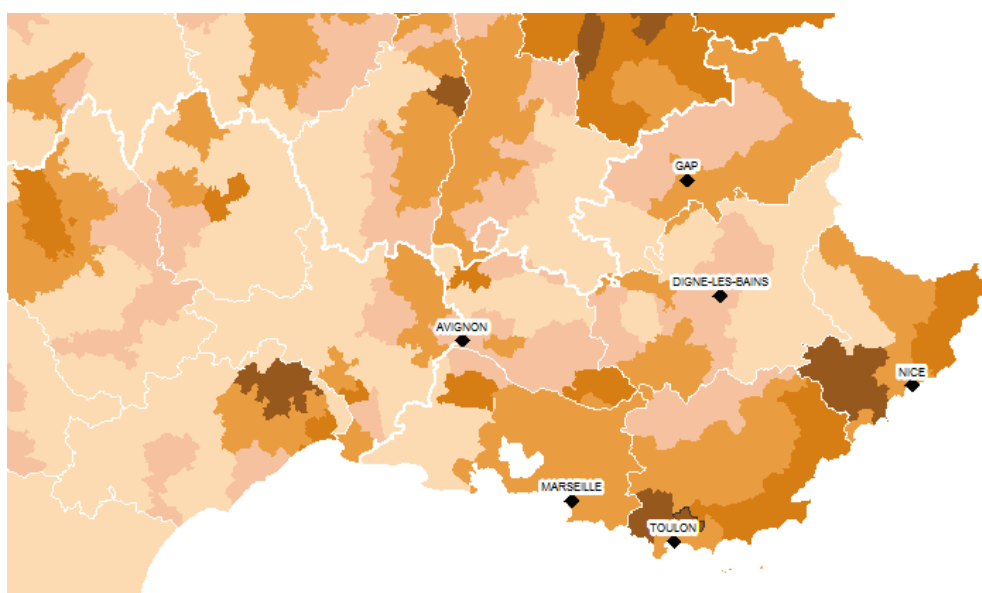 GAP
DIGNE-LES-BAINS
AVIGNON
NICE
MARSEILLE
TOULON